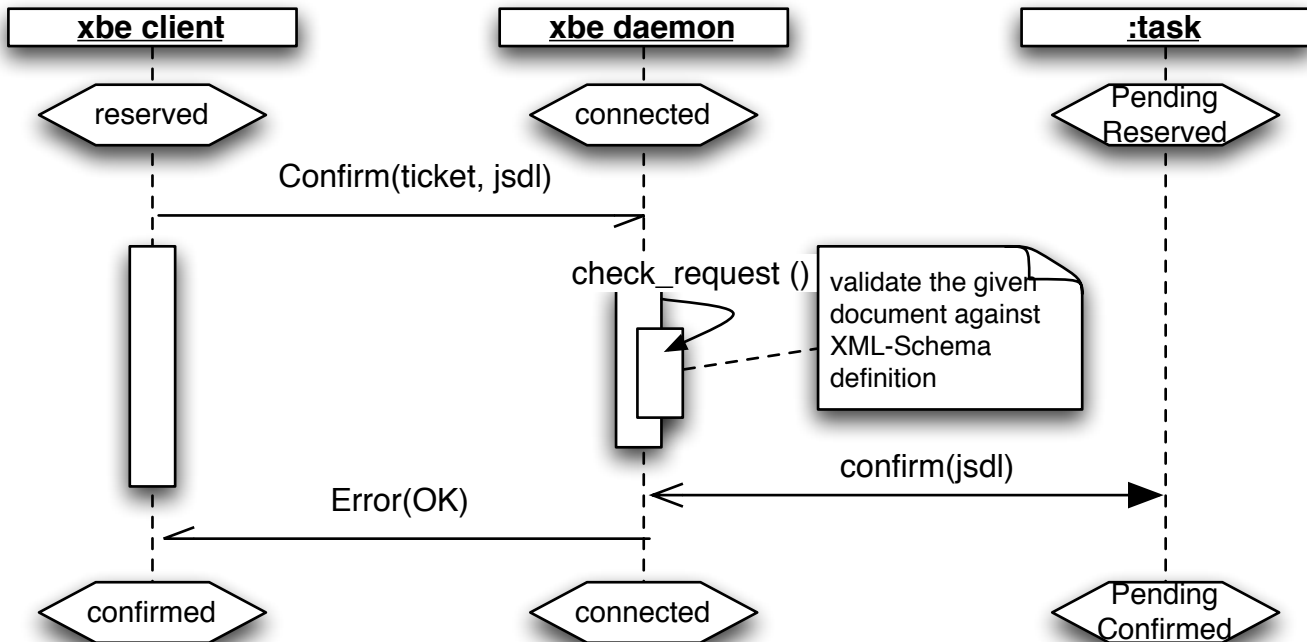 xbe client
xbe daemon
:task
reserved
connected
Pending
Reserved
Confirm(ticket, jsdl)
check_request ()
validate the given
document against
XML-Schema
definition
confirm(jsdl)
Error(OK)
confirmed
connected
Pending
Confirmed